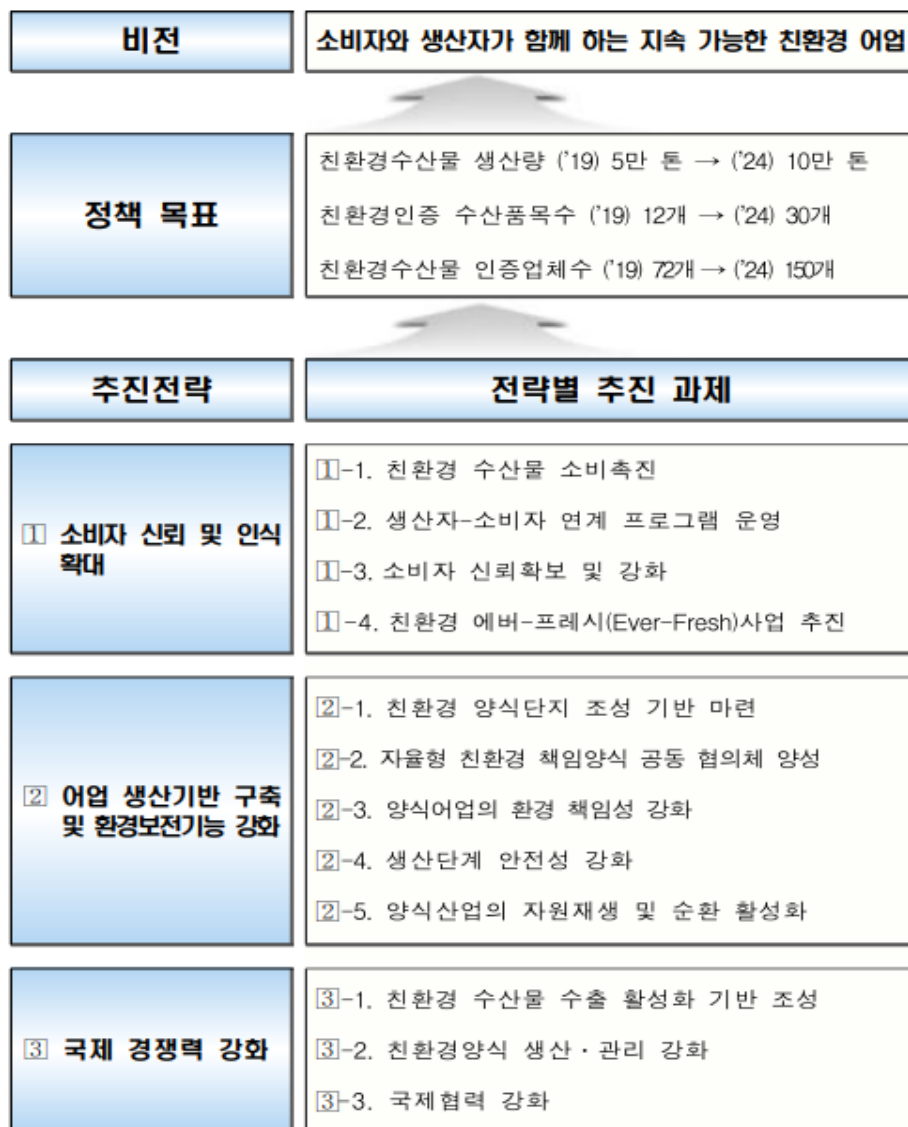 비전
소비자와 생산자가 함께 하는 지속 가능한 친환경 어업
정책 목표
친환경수산물 생산량 ('19) 5만 톤 → ('24) 10만 톤
친환경인증 수산품목수 ('19) 12개 → ('24) 30개
친환경수산물 인증업체수 ('19) 72개 → ('24) 150개
추진전략
전략별 추진 과제
1 소비자 신뢰 및 인식
확대
1-1. 친환경 수산물 소비촉진
1-2. 생산자-소비자 연계 프로그램 운영
1-3. 소비자 신뢰확보 및 강화
1-4. 친환경 에버-프레시(Ever-Fresh)사업 추진
2 어업 생산기반 구축
및 환경보전기능 강화
2-1. 친환경 양식단지 조성 기반 마련
2-2. 자율형 친환경 책임양식 공동 협의체 양성
2-3. 양식어업의 환경 책임성 강화
2-4. 생산단계 안전성 강화
2-5. 양식산업의 자원재생 및 순환 활성화
3 국제 경쟁력 강화
3-1. 친환경 수산물 수출 활성화 기반 조성
3-2. 친환경양식 생산·관리 강화
3-3. 국제협력 강화